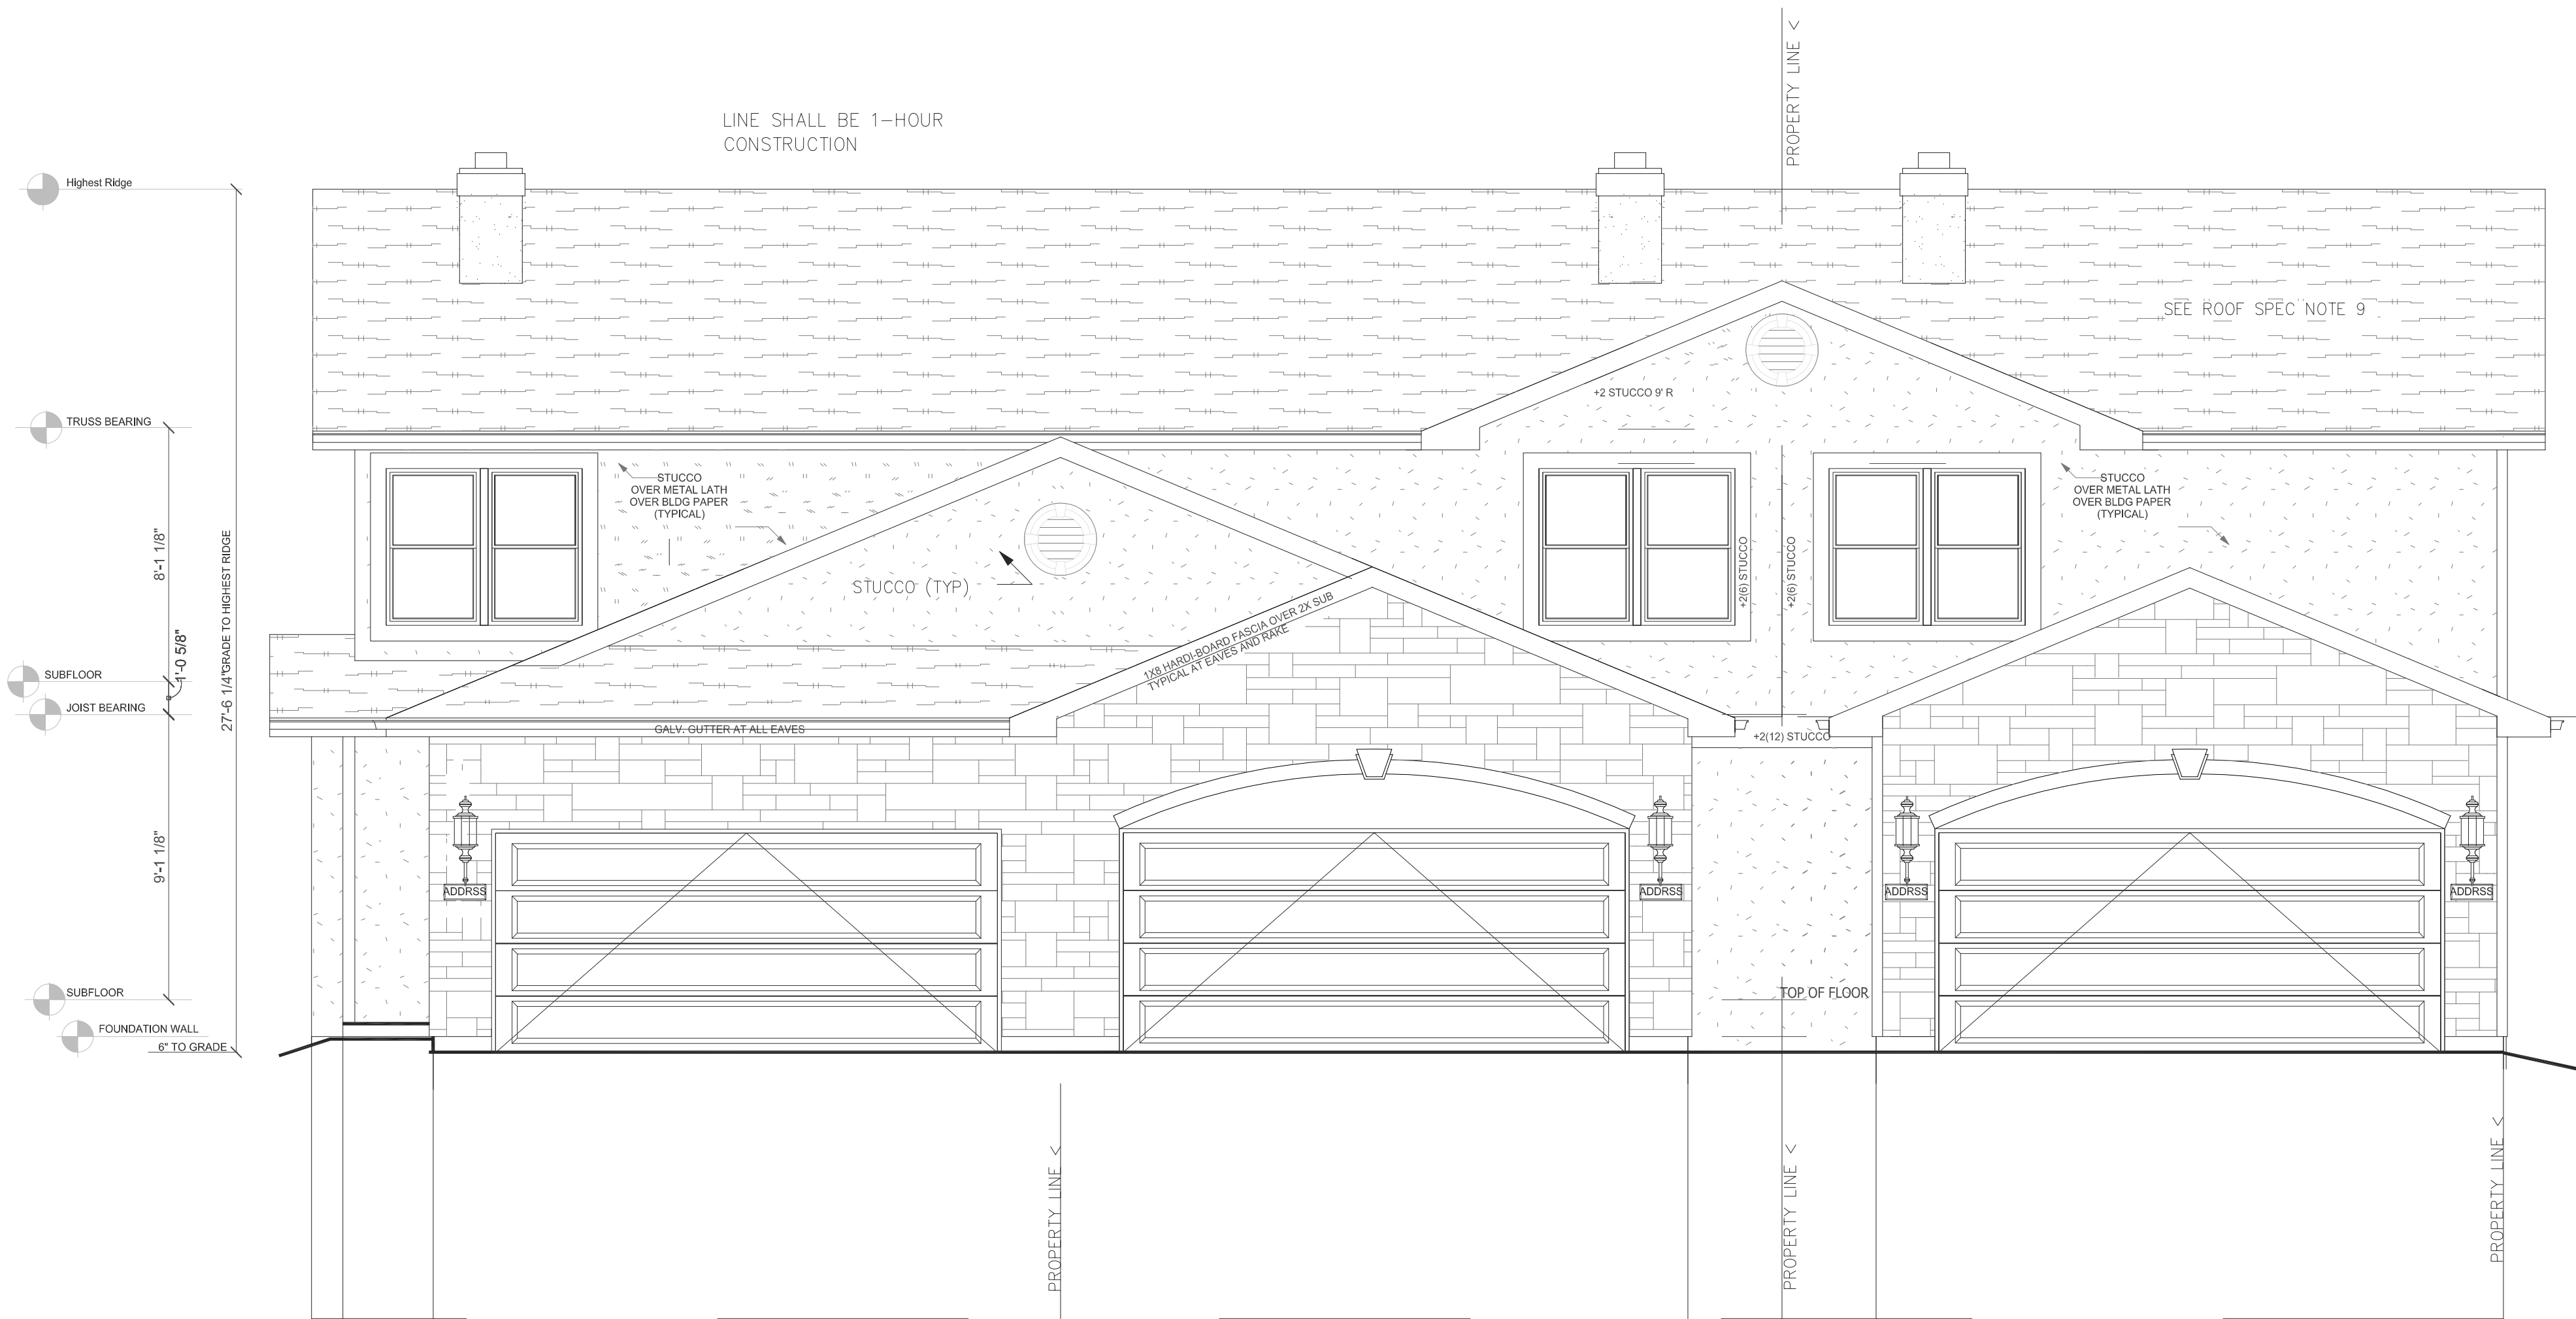 PROPERTY LINE <
LINE SHALL BE 1-HOUR
CONSTRUCTION
Highest Ridge
SEE ROOF SPEC NOTE 9
+2 STUCCO 9' R
TRUSS BEARING
STUCCO
OVER METAL LATH
OVER BLDG PAPER
(TYPICAL)
STUCCO
OVER METAL LATH
OVER BLDG PAPER
(TYPICAL)
8'-1 1/8"
27'-6 1/4"GRADE TO HIGHEST RIDGE
STUCCO (TYP)
+2(6) STUCCO
+2(6) STUCCO
1X8 HARDI-BOARD FASCIA OVER 2X SUB
TYPICAL AT EAVES AND RAKE
1'-0 5/8"
SUBFLOOR
JOIST BEARING
GALV. GUTTER AT ALL EAVES
+2(12) STUCCO
9'-1 1/8"
ADDRSS
ADDRSS
ADDRSS
ADDRSS
SUBFLOOR
TOP OF FLOOR
FOUNDATION WALL
6" TO GRADE
PROPERTY LINE <
PROPERTY LINE <
PROPERTY LINE <